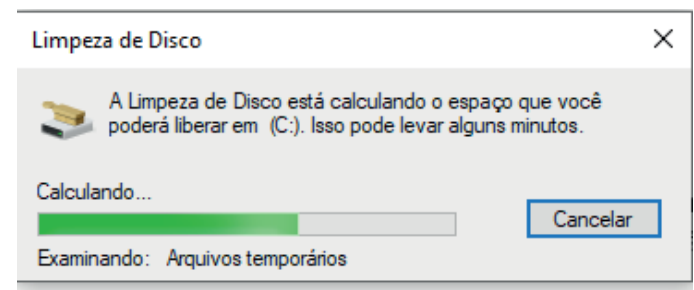 Limpeza de Disco
A Limpeza de Disco está calculando o espaço que você
poderá liberar em  (C:). Isso pode levar alguns minutos.
Calculando...
Cancelar
Examinando:   Arquivos temporários